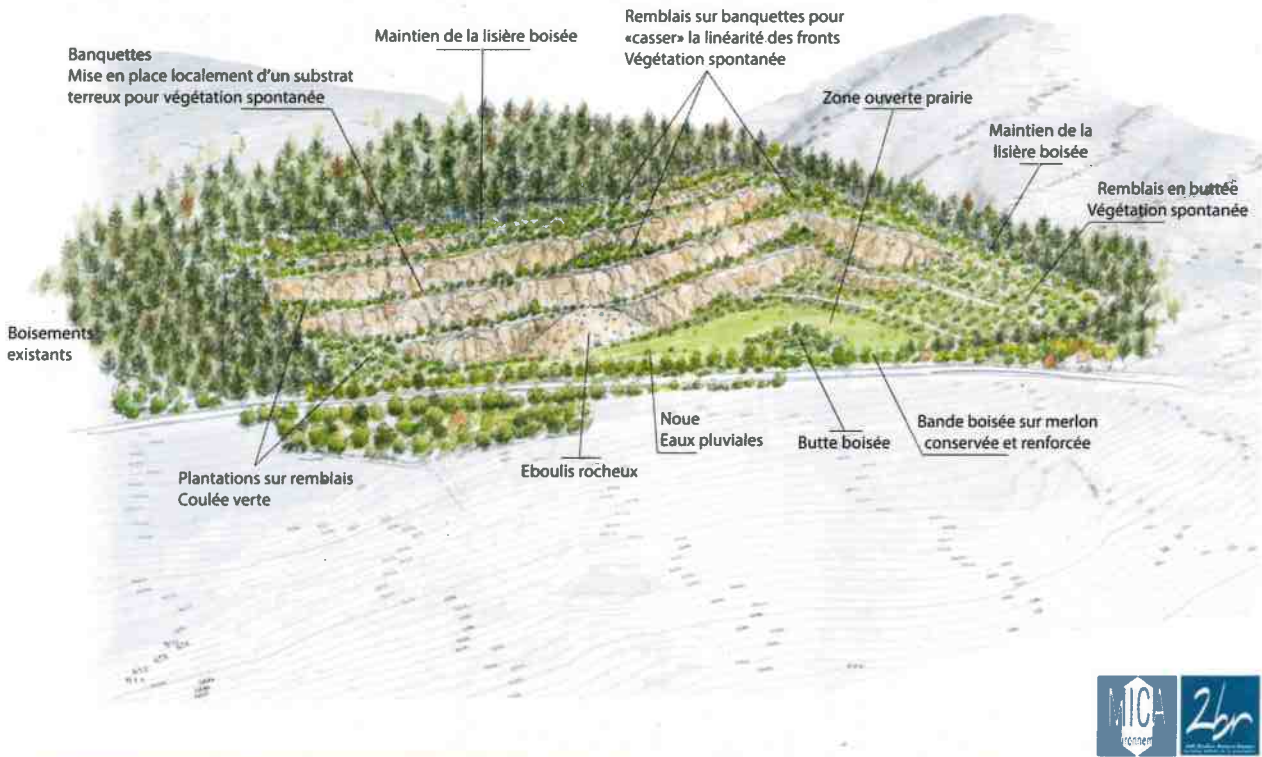 Remblais sur banquettes pour
«casser» la linéarité des fronts
Végétation spontanée
Maintien de la lisière boisée
Banquettes
Mise en place localement d'un substrat
terreux pour végétation spontanée
Zone ouverte prairie
Maintien de la
lisière boisée
Remblais en buttée
Végétation spontanée
Boisements
existants
Noue
Eaux pluviales
Butte boisée
Bande boisée sur merlon
conservée et renforcée
Eboulis rocheux
Plantations sur remblais
Coulée verte
MICA
2br